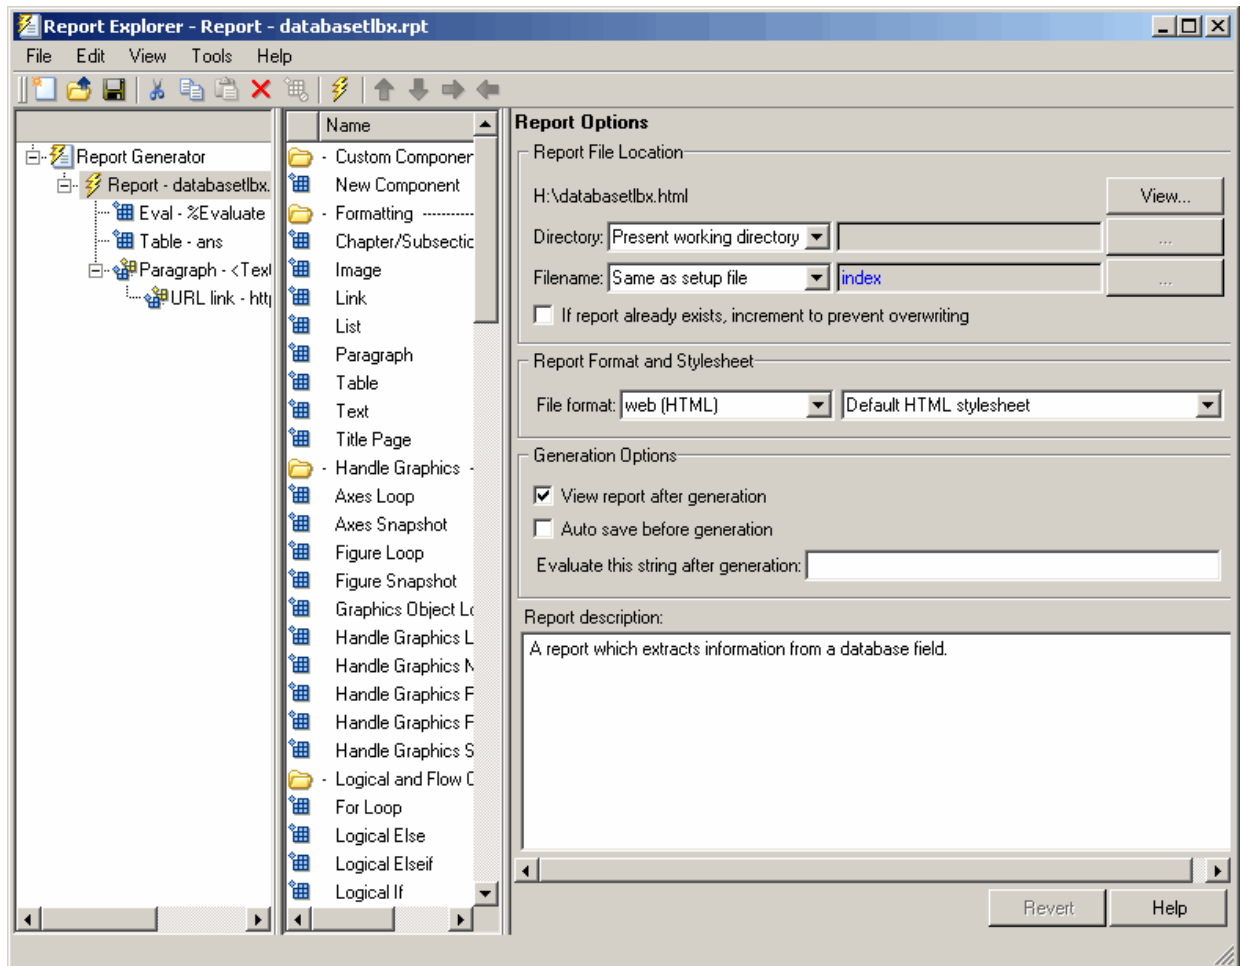 Report Explorer - Report - databasetlbx.rpt
File Edit View Tools Help
Report Generator
Report - databasetlbx.
Eval - %Evaluate
Table - ans
Paragraph - <Text
URL link - http
Name
- Custom Componen
New Component
- Formatting -----------
Chapter/Subsectic
Image
Link
List
Paragraph
Table
Text
Title Page
- Handle Graphics -
Axes Loop
Axes Snapshot
Figure Loop
Figure Snapshot
Graphics Object Lo
Handle Graphics L
Handle Graphics N
Handle Graphics F
Handle Graphics F
Handle Graphics S
- Logical and Flow C
For Loop
Logical Else
Logical Elseif
Logical If
Report Options
Report File Location
H:\databasetlbx.html View...
Directory: Present working directory ...
Filename: Same as setup file index ...
If report already exists, increment to prevent overwriting
Report Format and Stylesheet
File format: web (HTML) Default HTML stylesheet
Generation Options
View report after generation
Auto save before generation
Evaluate this string after generation:
Report description:
A report which extracts information from a database field.
Revert Help